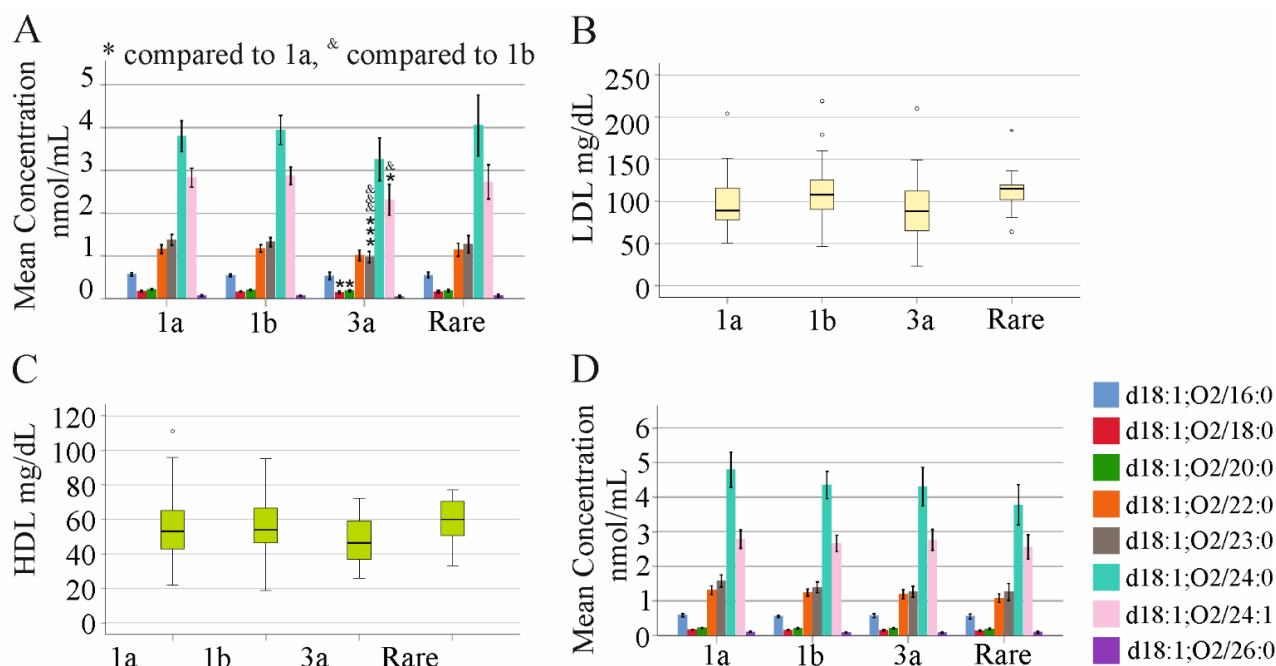 A
* compared to 1a, & compared to 1b
Mean Concentration
nmol/mL
5
4
3
2
1
0
**
&&&***
&*
1a 1b 3a Rare
B
LDL mg/dL
250
200
150
100
50
0
1a 1b 3a Rare
C
HDL mg/dL
120
100
80
60
40
20
0
1a 1b 3a Rare
D
Mean Concentration
nmol/mL
6
5
4
3
2
1
0
1a 1b 3a Rare
d18:1;O2/16:0
d18:1;O2/18:0
d18:1;O2/20:0
d18:1;O2/22:0
d18:1;O2/23:0
d18:1;O2/24:0
d18:1;O2/24:1
d18:1;O2/26:0